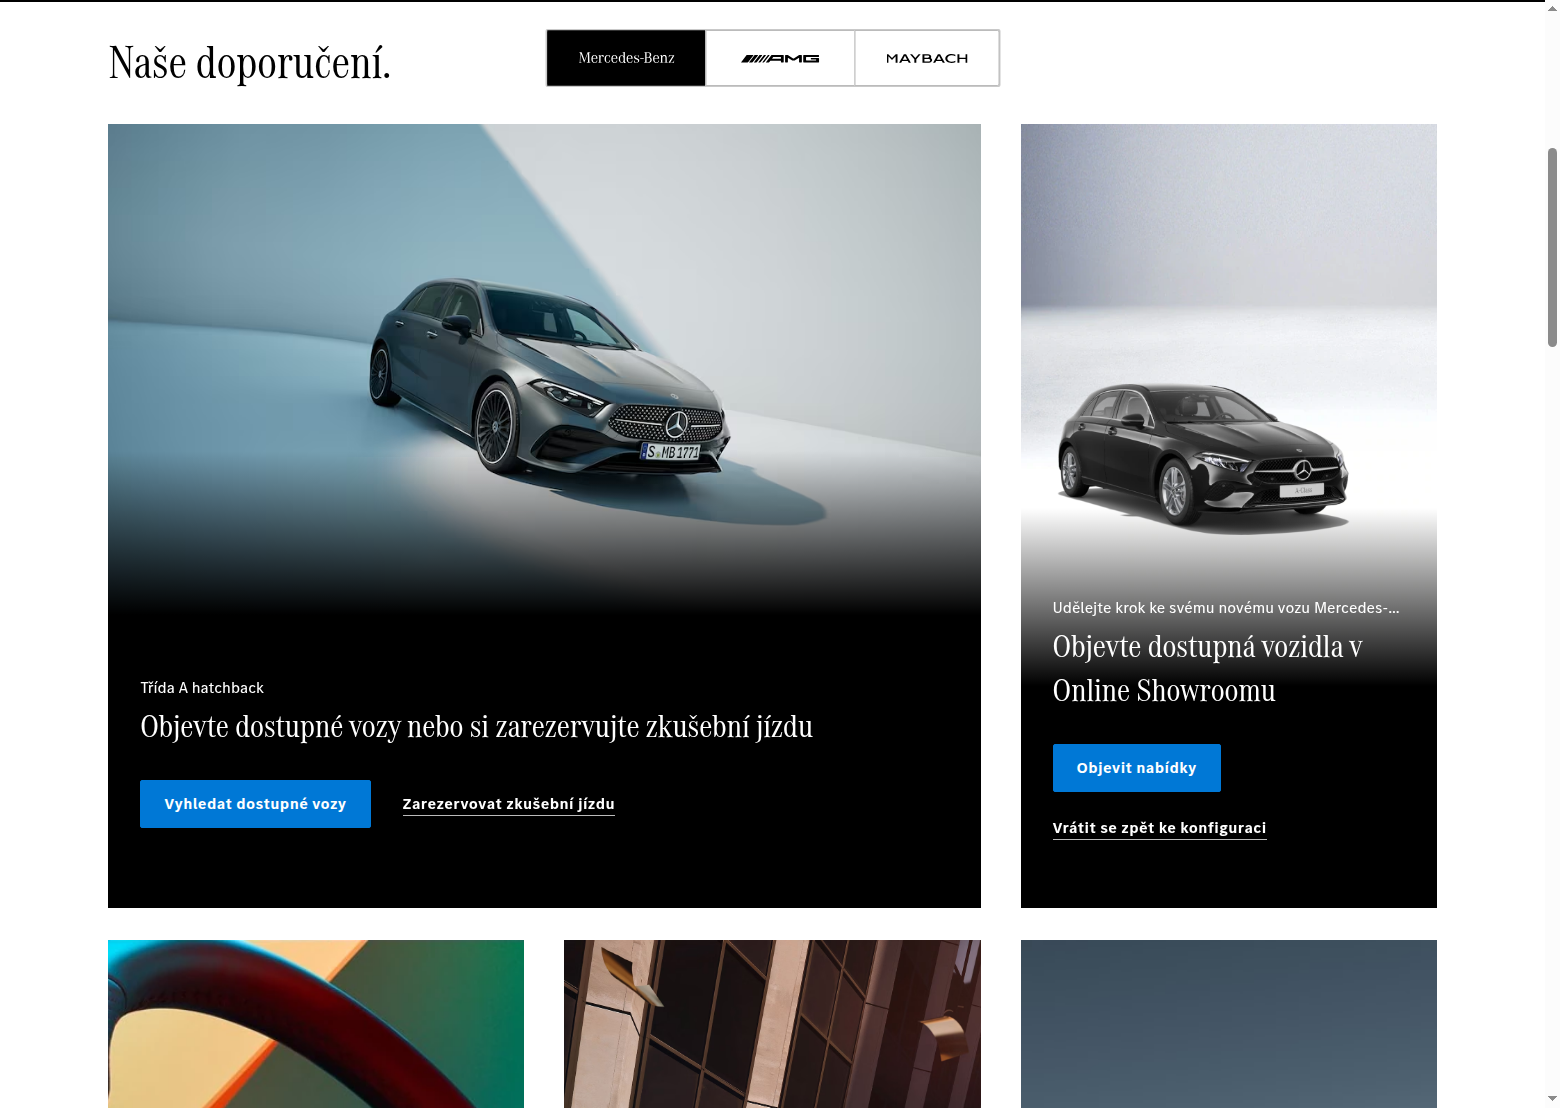 Naše doporučení.
Mercedes-Benz
AMG
MAYBACH
S MB 1771
A-Class
Třída A hatchback
Objevte dostupné vozy nebo si zarezervujte zkušební jízdu
Vyhledat dostupné vozy
Zarezervovat zkušební jízdu
Udělejte krok ke svému novému vozu Mercedes-...
Objevte dostupná vozidla v
Online Showroomu
Objevit nabídky
Vrátit se zpět ke konfiguraci